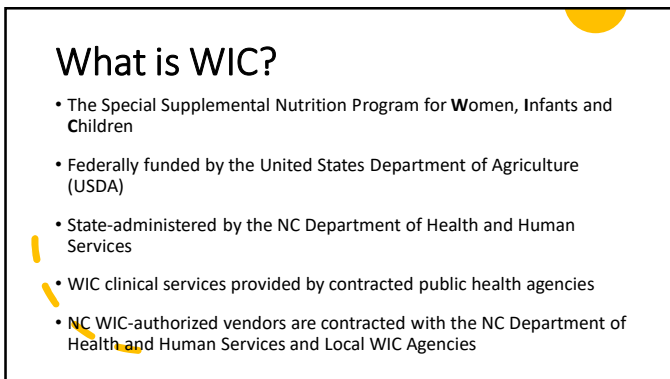 What is WIC?
• The Special Supplemental Nutrition Program for Women, Infants and
Children
• Federally funded by the United States Department of Agriculture
(USDA)
• State-administered by the NC Department of Health and Human
Services
• WIC clinical services provided by contracted public health agencies
• NC WIC-authorized vendors are contracted with the NC Department of
Health and Human Services and Local WIC Agencies